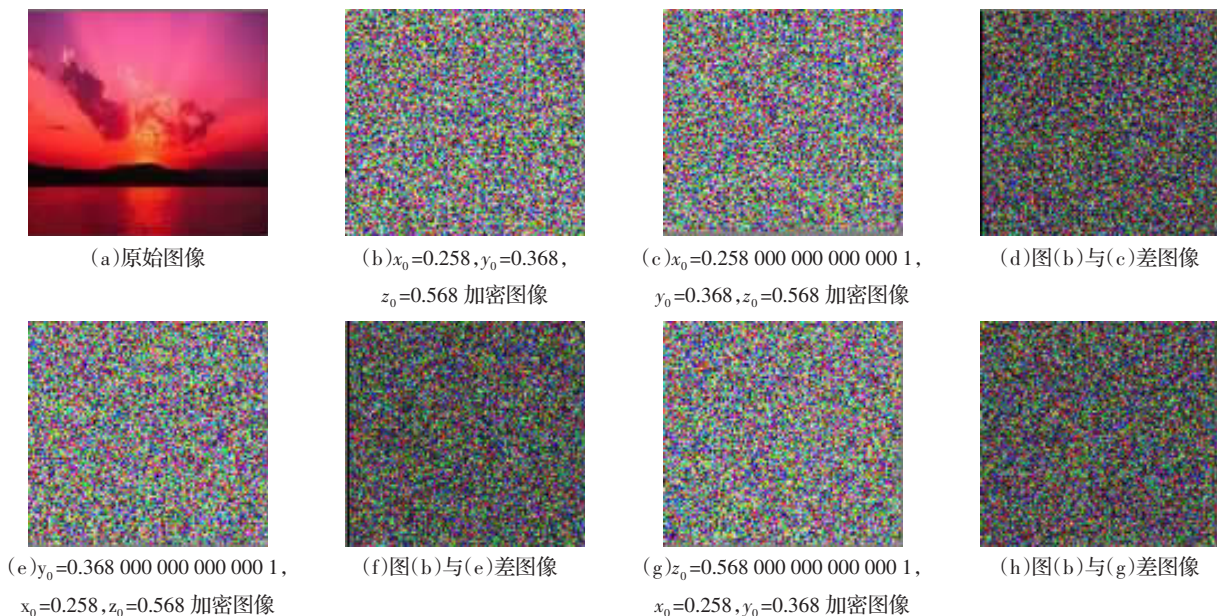 (a)原始图像
(b)x₀=0.258,y₀=0.368,
z₀=0.568 加密图像
(c)x₀=0.258 000 000 000 000 1,
y₀=0.368,z₀=0.568 加密图像
(d)图(b)与(c)差图像
(e)y₀=0.368 000 000 000 000 1,
x₀=0.258,z₀=0.568 加密图像
(f)图(b)与(e)差图像
(g)z₀=0.568 000 000 000 000 1,
x₀=0.258,y₀=0.368 加密图像
(h)图(b)与(g)差图像